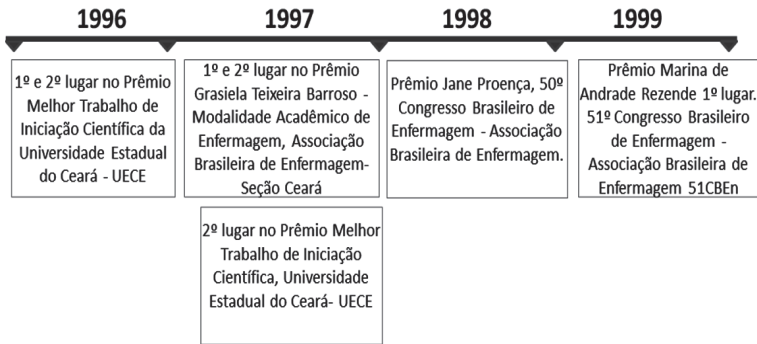 1996
1997
1998
1999
1º e 2º lugar no Prêmio
Melhor Trabalho de
Iniciação Científica da
Universidade Estadual
do Ceará - UECE
1º e 2º lugar no Prêmio
Grasiela Teixeira Barroso -
Modalidade Acadêmico de
Enfermagem, Associação
Brasileira de Enfermagem-
Seção Ceará
2º lugar no Prêmio Melhor
Trabalho de Iniciação
Científica, Universidade
Estadual do Ceará- UECE
Prêmio Jane Proença, 50º
Congresso Brasileiro de
Enfermagem - Associação
Brasileira de Enfermagem.
Prêmio Marina de
Andrade Rezende 1º lugar.
51º Congresso Brasileiro
de Enfermagem -
Associação Brasileira de
Enfermagem 51CBEn